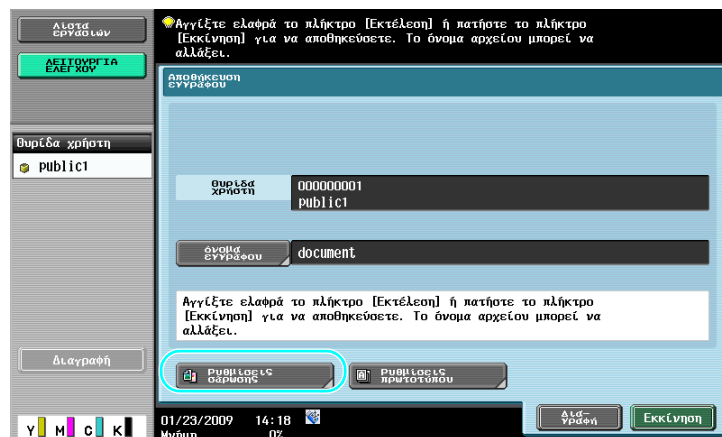 Λίστα
εργασιών
ΛΕΙΤΟΥΡΓΙΑ
ΕΛΕΓΧΟΥ
Θυρίδα χρήστη
public1
Διαγραφή
Y M C K
Αγγίξτε ελαφρά το πλήκτρο [Εκτέλεση] ή πατήστε το πλήκτρο
[Εκκίνηση] για να αποθηκεύσετε. Το όνομα αρχείου μπορεί να
αλλάξει.
Αποθήκευση
εγγράφου
Θυρίδα
χρήστη
000000001
public1
όνομα
εγγράφου
document
Αγγίξτε ελαφρά το πλήκτρο [Εκτέλεση] ή πατήστε το πλήκτρο
[Εκκίνηση] για να αποθηκεύσετε. Το όνομα αρχείου μπορεί να
αλλάξει.
Ρυθμίσεις
σάρωσης
Ρυθμίσεις
πρωτοτύπου
01/23/2009 14:18
Μνήμη 0%
Δια-
γραφή
Εκκίνηση